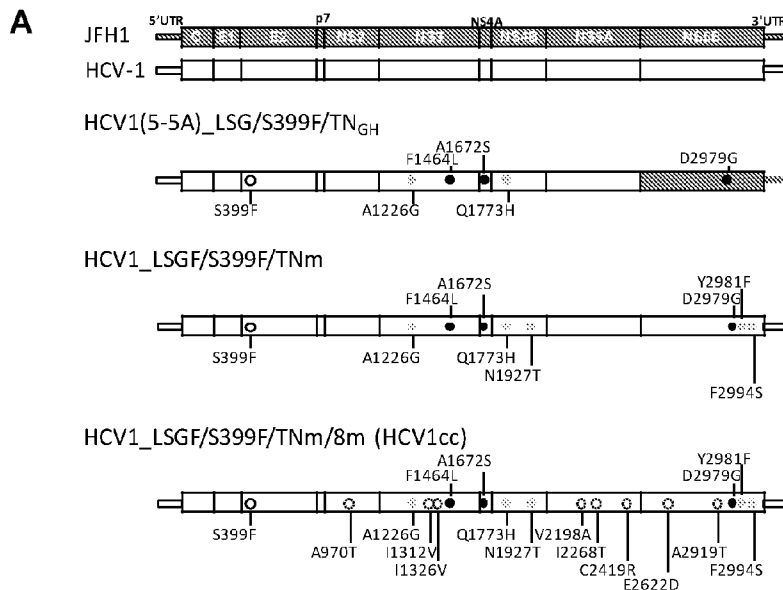 A
5'UTR p7 NS4A 3'UTR
JFH1 C E1 E2 NS2 NS3 NS4B NS5A NS5B
HCV-1
HCV1(5-5A)_LSG/S399F/TNGH
A1672S
F1464L D2979G
S399F A1226G Q1773H
HCV1_LSGF/S399F/TNm
A1672S Y2981F
F1464L D2979G
S399F A1226G Q1773H
N1927T
F2994S
HCV1_LSGF/S399F/TNm/8m (HCV1cc)
A1672S Y2981F
F1464L D2979G
S399F A1226G Q1773H V2198A A2919T
A970T I1312V N1927T I2268T F2994S
I1326V C2419R
E2622D